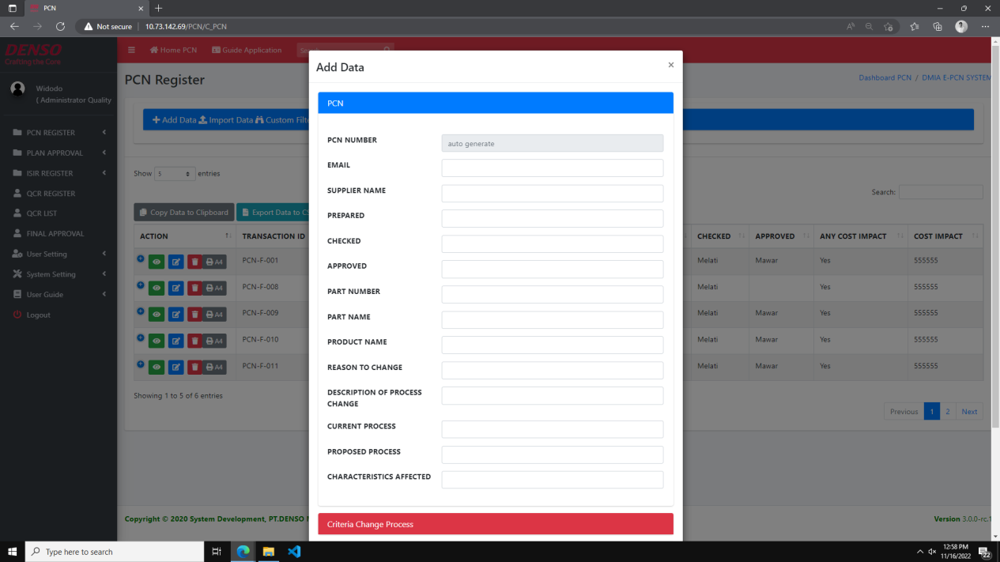 PCN
Not secure
10.73.142.69/PCN/C_PCN
DENSO
Crafting the Core
Home PCN
Guide Application
Widodo
( Administrator Quality
PCN REGISTER
PLAN APPROVAL
ISIR REGISTER
QCR REGISTER
QCR LIST
FINAL APPROVAL
User Setting
System Setting
User Guide
Logout
PCN Register
Dashboard PCN / DMIA E-PCN SYSTEM
Add Data Import Data Custom Filte
Show 5 entries
Search:
Copy Data to Clipboard
Export Data to CS
ACTION TRANSACTION ID CHECKED APPROVED ANY COST IMPACT COST IMPACT
A4 PCN-F-001 Melati Mawar Yes 555555
A4 PCN-F-008 Melati Yes 555555
A4 PCN-F-009 Melati Mawar Yes 555555
A4 PCN-F-010 Melati Mawar Yes 555555
A4 PCN-F-011 Melati Mawar Yes 555555
Showing 1 to 5 of 6 entries
Previous 1 2 Next
Copyright © 2020 System Development, PT.DENSO
Version 3.0.0-rc.1
Add Data
×
PCN
PCN NUMBER auto generate
EMAIL
SUPPLIER NAME
PREPARED
CHECKED
APPROVED
PART NUMBER
PART NAME
PRODUCT NAME
REASON TO CHANGE
DESCRIPTION OF PROCESS
CHANGE
CURRENT PROCESS
PROPOSED PROCESS
CHARACTERISTICS AFFECTED
Criteria Change Process
Type here to search
12:58 PM
11/16/2022
22